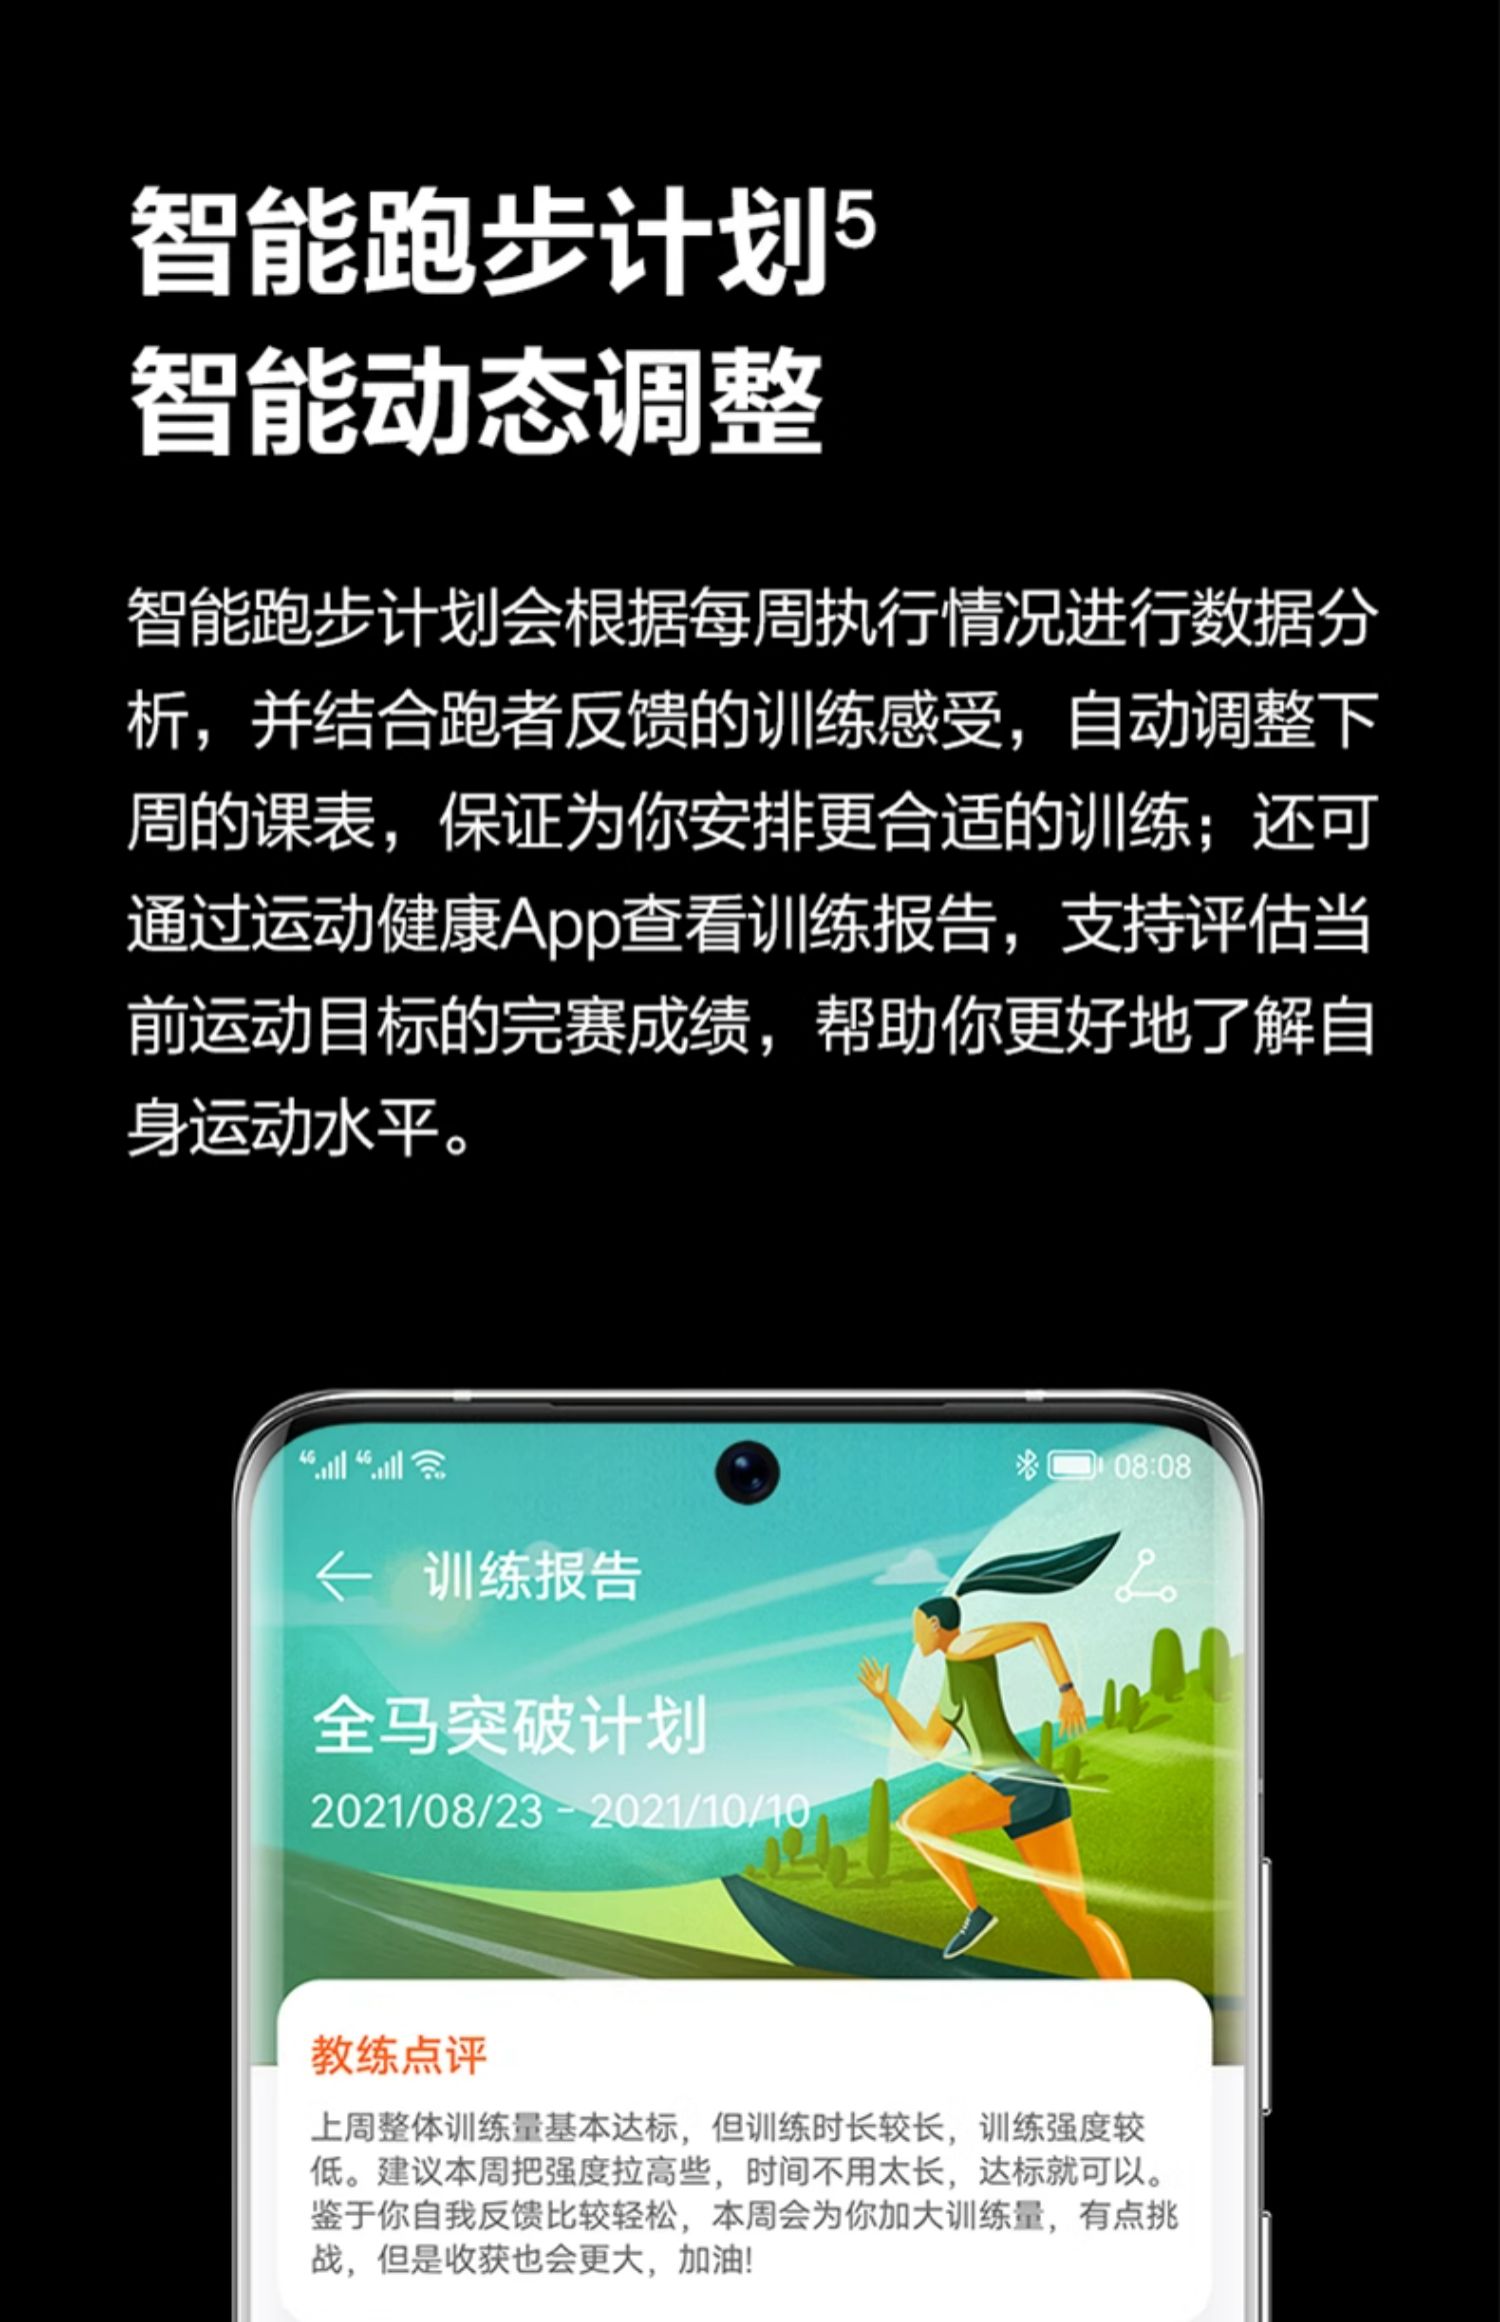 智能跑步计划5
智能动态调整
智能跑步计划会根据每周执行情况进行数据分
析，并结合跑者反馈的训练感受，自动调整下
周的课表，保证为你安排更合适的训练；还可
通过运动健康App查看训练报告，支持评估当
前运动目标的完赛成绩，帮助你更好地了解自
身运动水平。
4G 4G 08:08
训练报告
全马突破计划
2021/08/23 - 2021/10/10
教练点评
上周整体训练量基本达标，但训练时长较长，训练强度较
低。建议本周把强度拉高些，时间不用太长，达标就可以。
鉴于你自我反馈比较轻松，本周会为你加大训练量，有点挑
战，但是收获也会更大，加油!